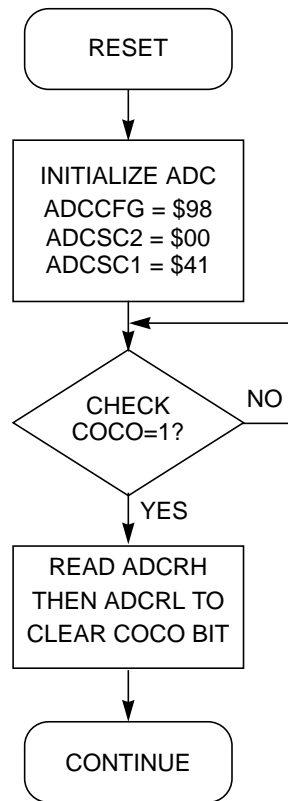 RESET
INITIALIZE ADC
ADCCFG = $98
ADCSC2 = $00
ADCSC1 = $41
CHECK
COCO=1?
NO
YES
READ ADCRH
THEN ADCRL TO
CLEAR COCO BIT
CONTINUE